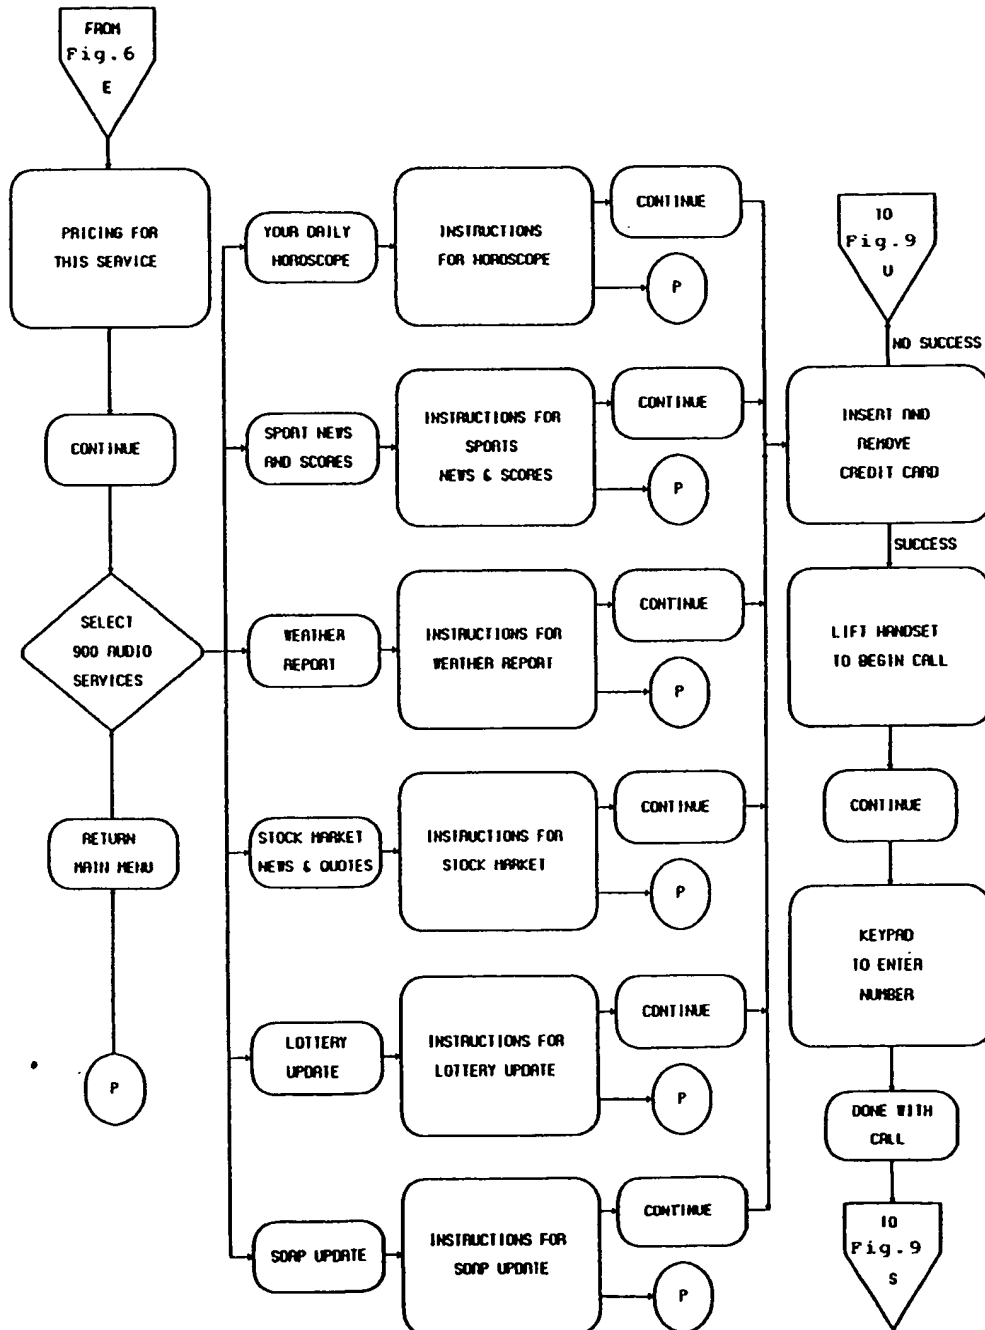 FROM
Fig.6
E
PRICING FOR
THIS SERVICE
CONTINUE
SELECT
900 AUDIO
SERVICES
RETURN
MAIN MENU
P
YOUR DAILY
HOROSCOPE
INSTRUCTIONS
FOR HOROSCOPE
CONTINUE
P
SPORT NEWS
AND SCORES
INSTRUCTIONS FOR
SPORTS
NEWS & SCORES
CONTINUE
P
WEATHER
REPORT
INSTRUCTIONS FOR
WEATHER REPORT
CONTINUE
P
STOCK MARKET
NEWS & QUOTES
INSTRUCTIONS FOR
STOCK MARKET
CONTINUE
P
LOTTERY
UPDATE
INSTRUCTIONS FOR
LOTTERY UPDATE
CONTINUE
P
SOAP UPDATE
INSTRUCTIONS FOR
SOAP UPDATE
CONTINUE
P
TO
Fig.9
U
NO SUCCESS
INSERT AND
REMOVE
CREDIT CARD
SUCCESS
LIFT HANDSET
TO BEGIN CALL
CONTINUE
KEYPAD
TO ENTER
NUMBER
DONE WITH
CALL
TO
Fig.9
S